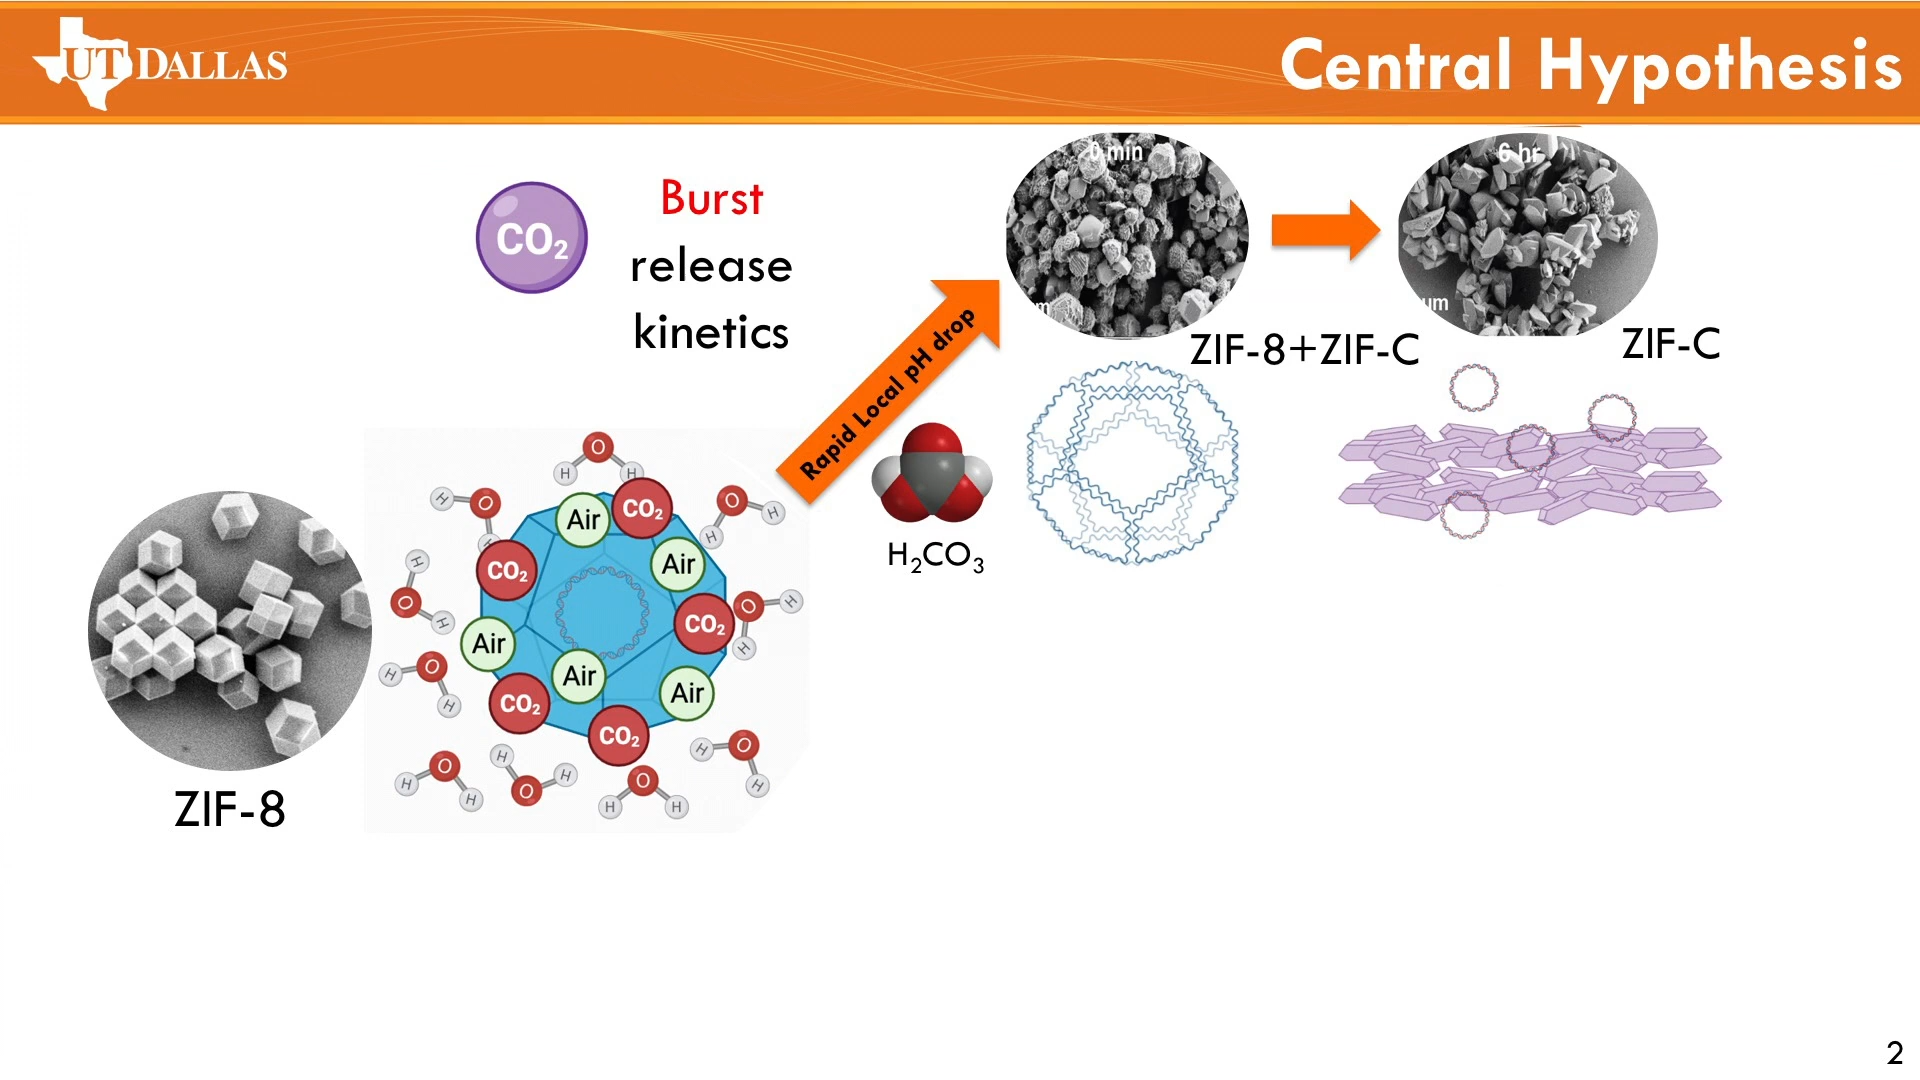 UT DALLAS
Central Hypothesis
CO₂
Burst
release
kinetics
0 min
6 hr
um
ZIF-8+ZIF-C
ZIF-C
Rapid Local pH drop
H₂CO₃
O
H H
H O
H
O H
H
Air
CO₂
CO₂
Air
H
O
H
CO₂
O H
H
Air
Air
Air
CO₂
CO₂
H O
H
H O
H
H
O
H
O
H H
H O
H
ZIF-8
2